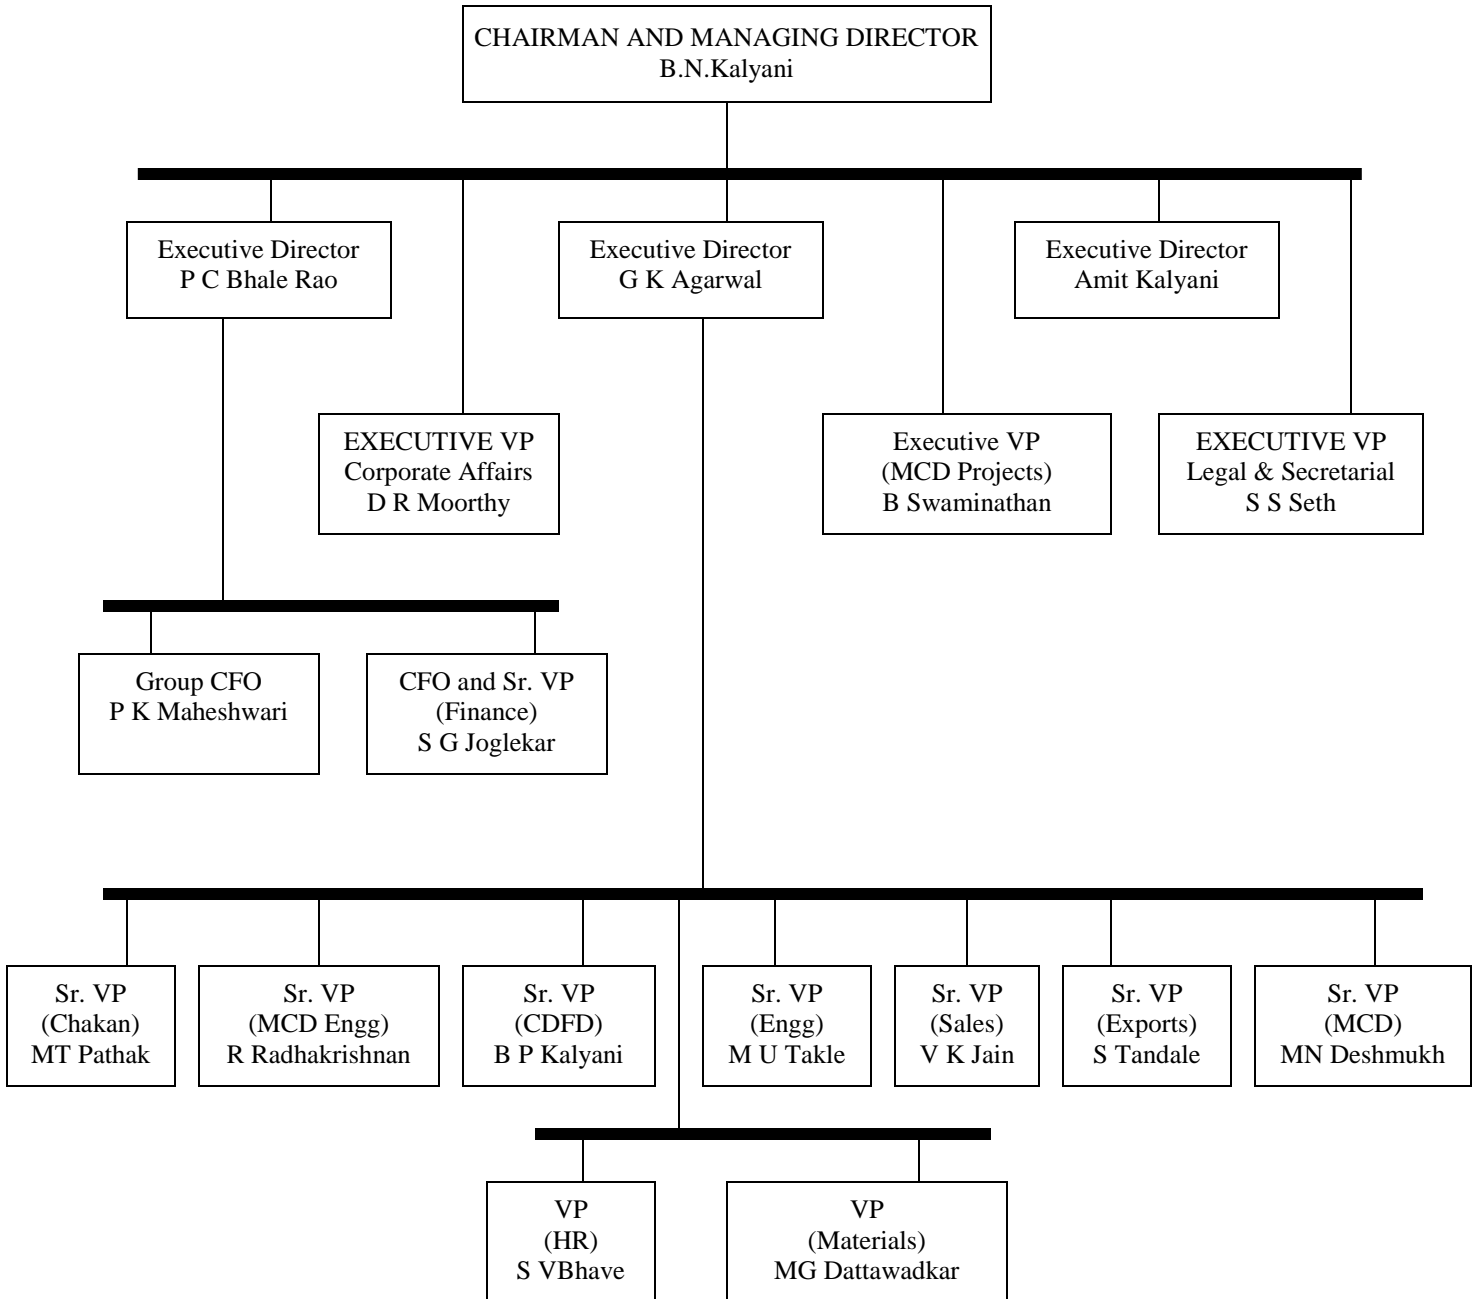 CHAIRMAN AND MANAGING DIRECTOR
B.N.Kalyani
Executive Director
P C Bhale Rao
Executive Director
G K Agarwal
Executive Director
Amit Kalyani
EXECUTIVE VP
Corporate Affairs
D R Moorthy
Executive VP
(MCD Projects)
B Swaminathan
EXECUTIVE VP
Legal & Secretarial
S S Seth
Group CFO
P K Maheshwari
CFO and Sr. VP
(Finance)
S G Joglekar
Sr. VP
(Chakan)
MT Pathak
Sr. VP
(MCD Engg)
R Radhakrishnan
Sr. VP
(CDFD)
B P Kalyani
Sr. VP
(Engg)
M U Takle
Sr. VP
(Sales)
V K Jain
Sr. VP
(Exports)
S Tandale
Sr. VP
(MCD)
MN Deshmukh
VP
(HR)
S VBhave
VP
(Materials)
MG Dattawadkar